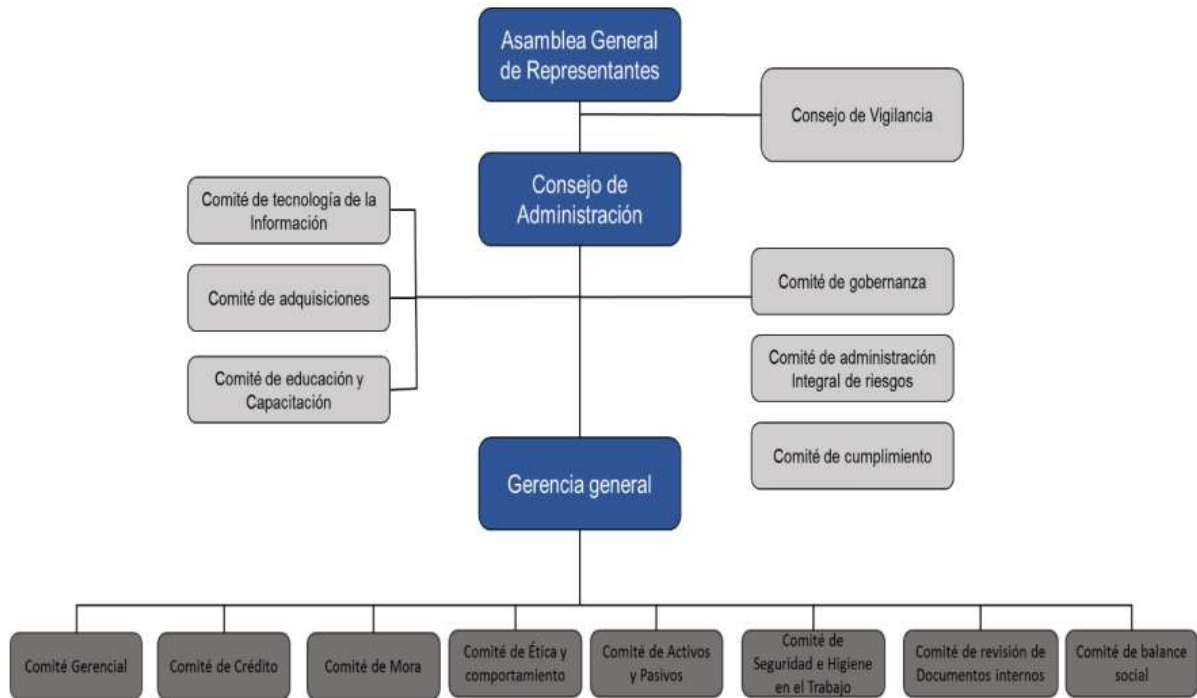 Asamblea General
de Representantes
Consejo de Vigilancia
Consejo de
Administración
Comité de tecnología de la
Información
Comité de adquisiciones
Comité de educación y
Capacitación
Comité de gobernanza
Comité de administración
Integral de riesgos
Comité de cumplimiento
Gerencia general
Comité Gerencial
Comité de Crédito
Comité de Mora
Comité de Ética y
comportamiento
Comité de Activos
y Pasivos
Comité de
Seguridad e Higiene
en el Trabajo
Comité de revisión de
Documentos internos
Comité de balance
social